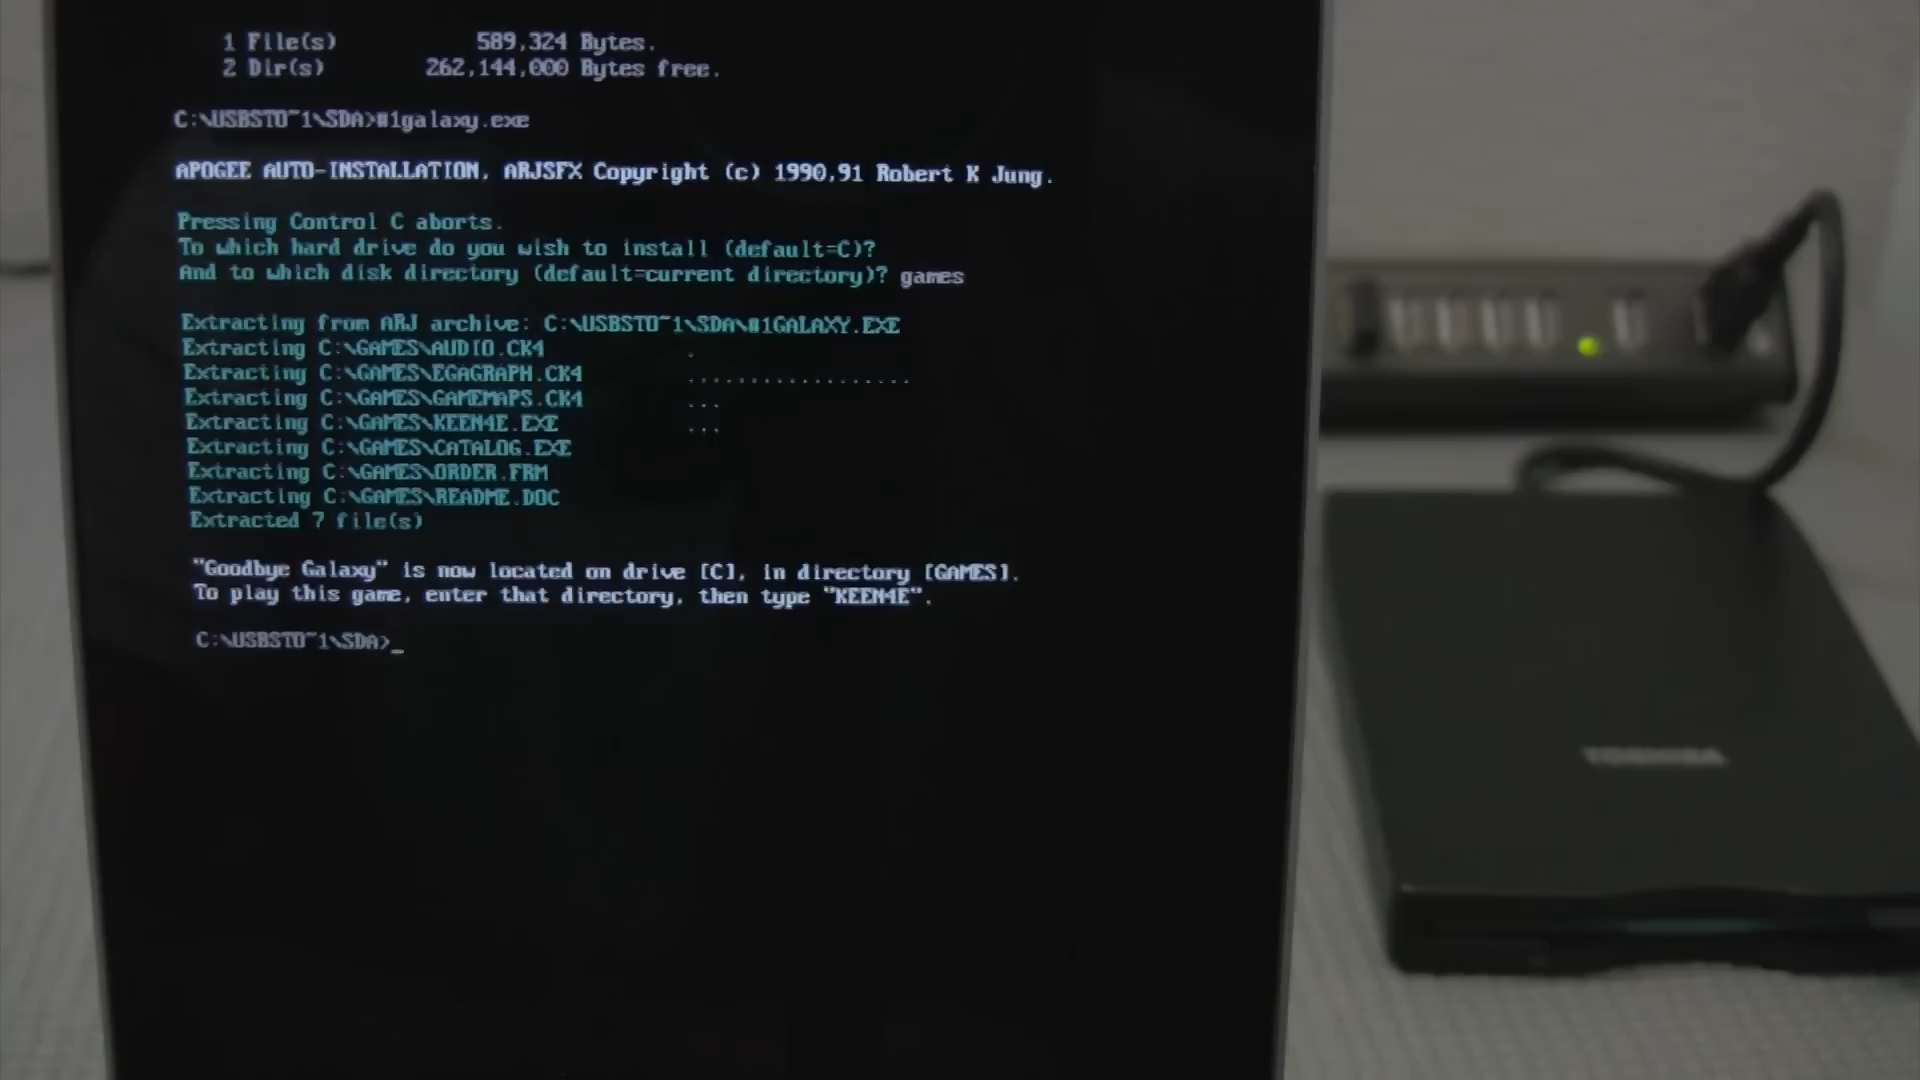 1 File(s) 589,324 Bytes.
2 Dir(s) 262,144,000 Bytes free.
C:\USBSTO~1\SDA>#1galaxy.exe
APOGEE AUTO-INSTALLATION, ARJSFX Copyright (c) 1990,91 Robert K Jung.
Pressing Control C aborts.
To which hard drive do you wish to install (default=C)?
And to which disk directory (default=current directory)? games
Extracting from ARJ archive: C:\USBSTO~1\SDA\#1GALAXY.EXE
Extracting C:\GAMES\AUDIO.CK4 .
Extracting C:\GAMES\EGAGRAPH.CK4 ..................
Extracting C:\GAMES\GAMEMAPS.CK4 ...
Extracting C:\GAMES\KEEN4E.EXE ...
Extracting C:\GAMES\CATALOG.EXE
Extracting C:\GAMES\ORDER.FRM
Extracting C:\GAMES\README.DOC
Extracted 7 file(s)
"Goodbye Galaxy" is now located on drive [C], in directory [GAMES].
To play this game, enter that directory, then type "KEEN4E".
C:\USBSTO~1\SDA>_
TOSHIBA